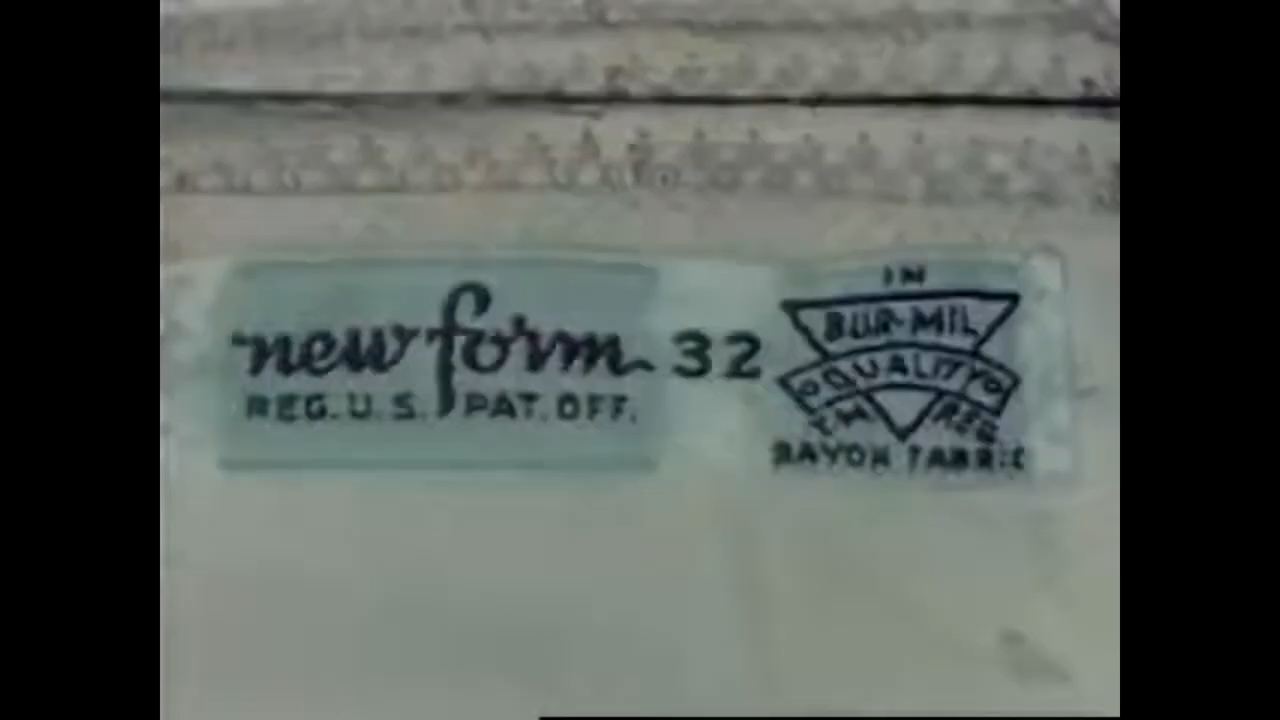 new form 32
REG. U. S. PAT. OFF.
IN
BUR-MIL
QUALITY
T.M. REG
RAYON FABRIC